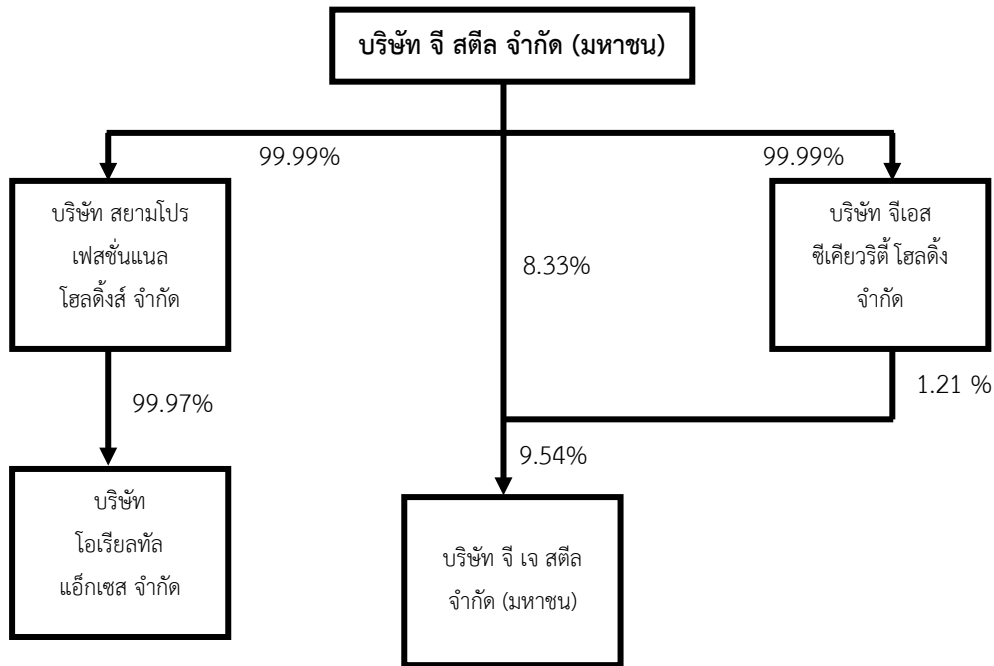 บริษัท จี สตีล จำกัด (มหาชน)
99.99%
99.99%
บริษัท สยามโปร
เฟสชั่นแนล
โฮลดิ้งส์ จำกัด
บริษัท จีเอส
ซีเคียวริตี้ โฮลดิ้ง
จำกัด
8.33%
99.97%
1.21 %
9.54%
บริษัท
โอเรียลทัล
แอ็กเซส จำกัด
บริษัท จี เจ สตีล
จำกัด (มหาชน)